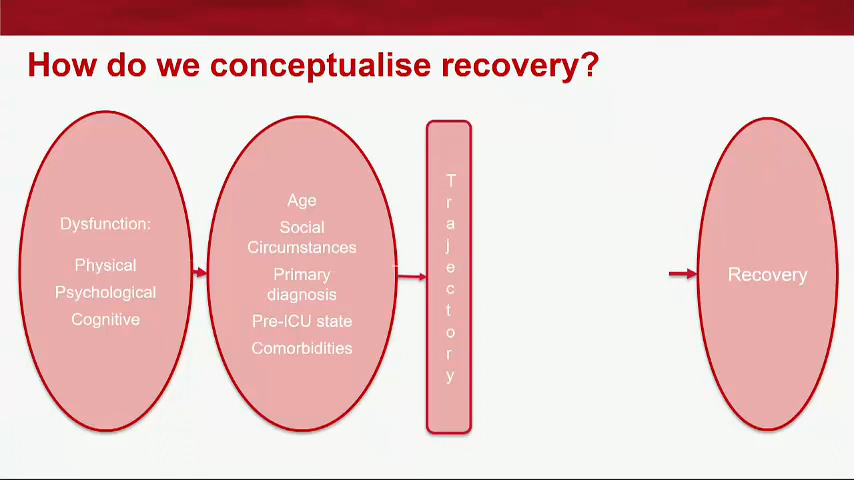 How do we conceptualise recovery?
Dysfunction:
Physical
Psychological
Cognitive
Age
Social
Circumstances
Primary
diagnosis
Pre-ICU state
Comorbidities
Trajectory
Recovery